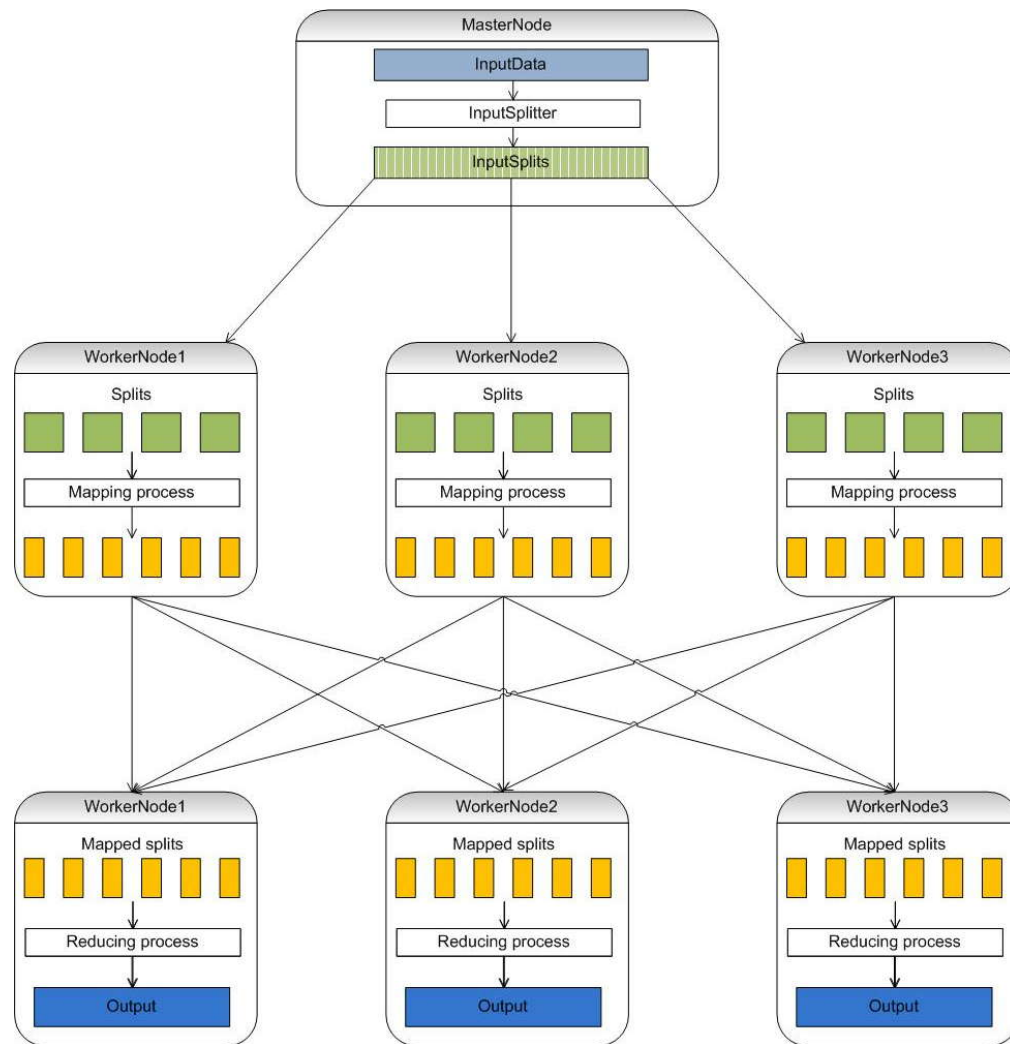 MasterNode
InputData
InputSplitter
InputSplits
WorkerNode1
WorkerNode2
WorkerNode3
Splits
Splits
Splits
Mapping process
Mapping process
Mapping process
WorkerNode1
WorkerNode2
WorkerNode3
Mapped splits
Mapped splits
Mapped splits
Reducing process
Reducing process
Reducing process
Output
Output
Output